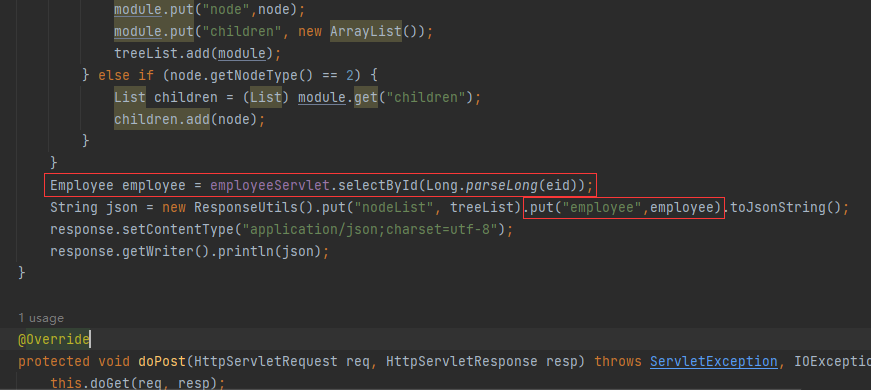 module.put("node",node);
module.put("children", new ArrayList());
treeList.add(module);
} else if (node.getNodeType() == 2) {
List children = (List) module.get("children");
children.add(node);
}
}
Employee employee = employeeServlet.selectById(Long.parseLong(eid));
String json = new ResponseUtils().put("nodeList", treeList).put("employee",employee).toJsonString();
response.setContentType("application/json;charset=utf-8");
response.getWriter().println(json);
}
1 usage
@Override
protected void doPost(HttpServletRequest req, HttpServletResponse resp) throws ServletException, IOExceptio
this.doGet(req, resp);